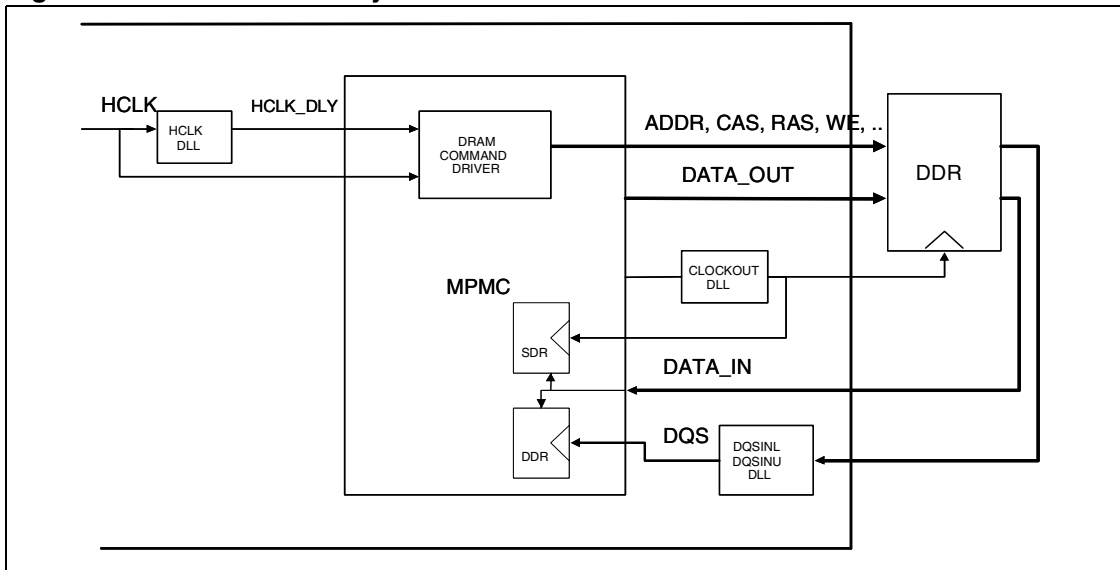 HCLK
HCLK
DLL
HCLK_DLY
DRAM
COMMAND
DRIVER
ADDR, CAS, RAS, WE, ..
DATA_OUT
DDR
CLOCKOUT
DLL
MPMC
SDR
DATA_IN
DDR
DQS
DQSINL
DQSINU
DLL